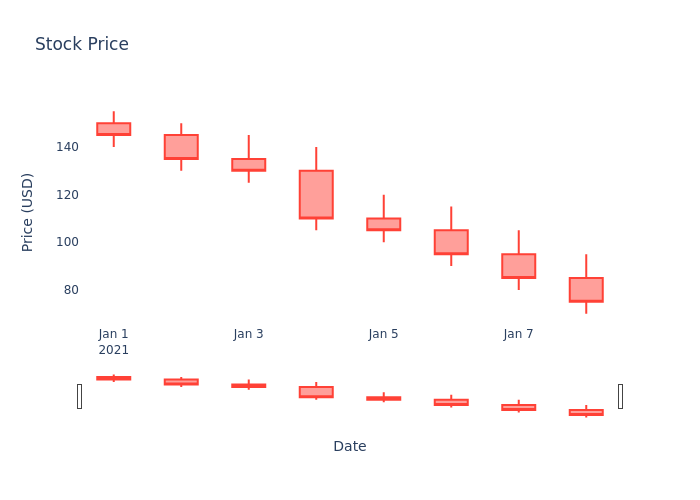 Stock Price
Price (USD)
140
120
100
80
Jan 1
2021
Jan 3
Jan 5
Jan 7
Date